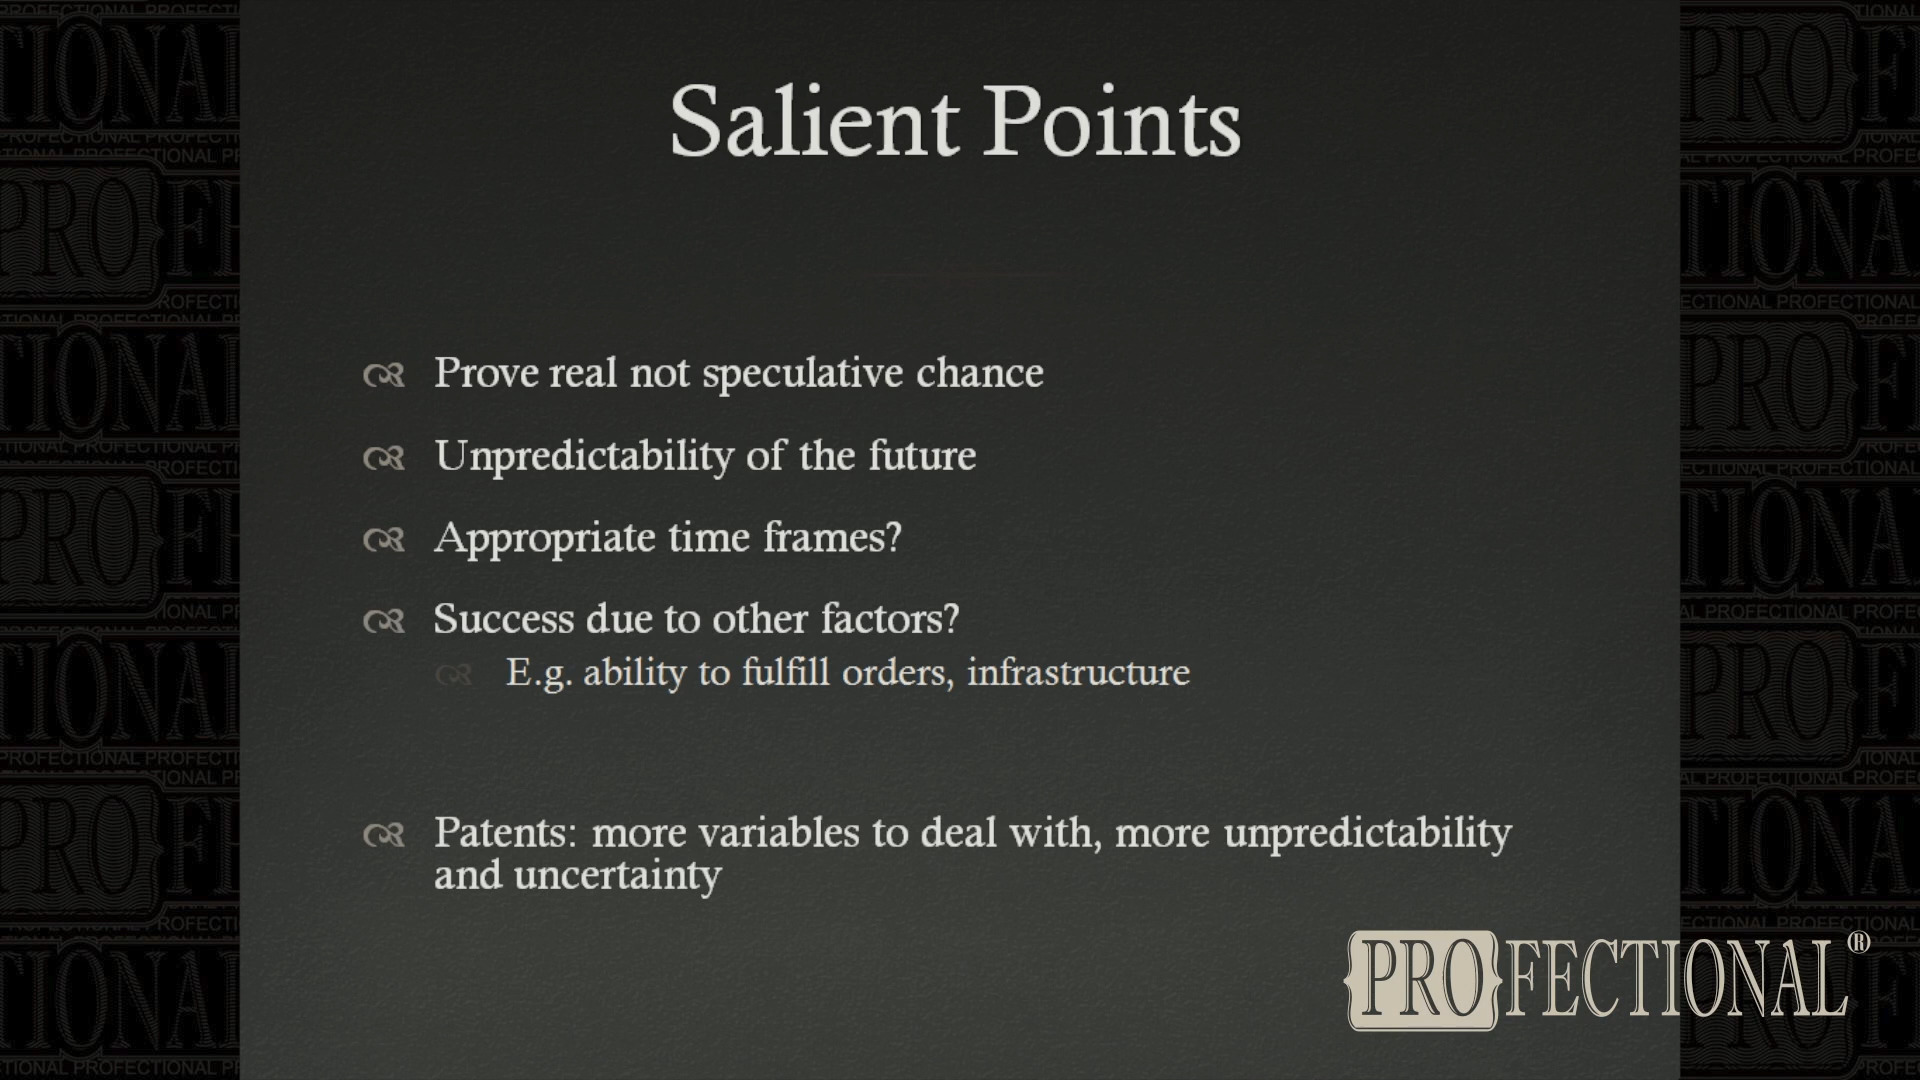 Salient Points
Prove real not speculative chance
Unpredictability of the future
Appropriate time frames?
Success due to other factors?
E.g. ability to fulfill orders, infrastructure
Patents: more variables to deal with, more unpredictability
and uncertainty
PROFECTIONAL®